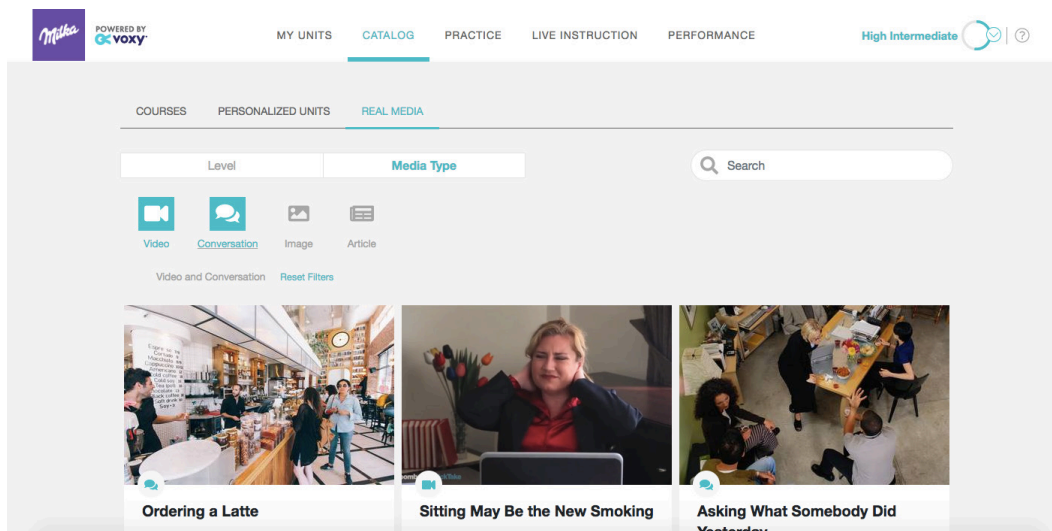 Milka
POWERED BY
VOXY
MY UNITS CATALOG PRACTICE LIVE INSTRUCTION PERFORMANCE High Intermediate
COURSES PERSONALIZED UNITS REAL MEDIA
Level Media Type Search
Video Conversation Image Article
Video and Conversation Reset Filters
Ordering a Latte
Sitting May Be the New Smoking
Asking What Somebody Did
Yesterday